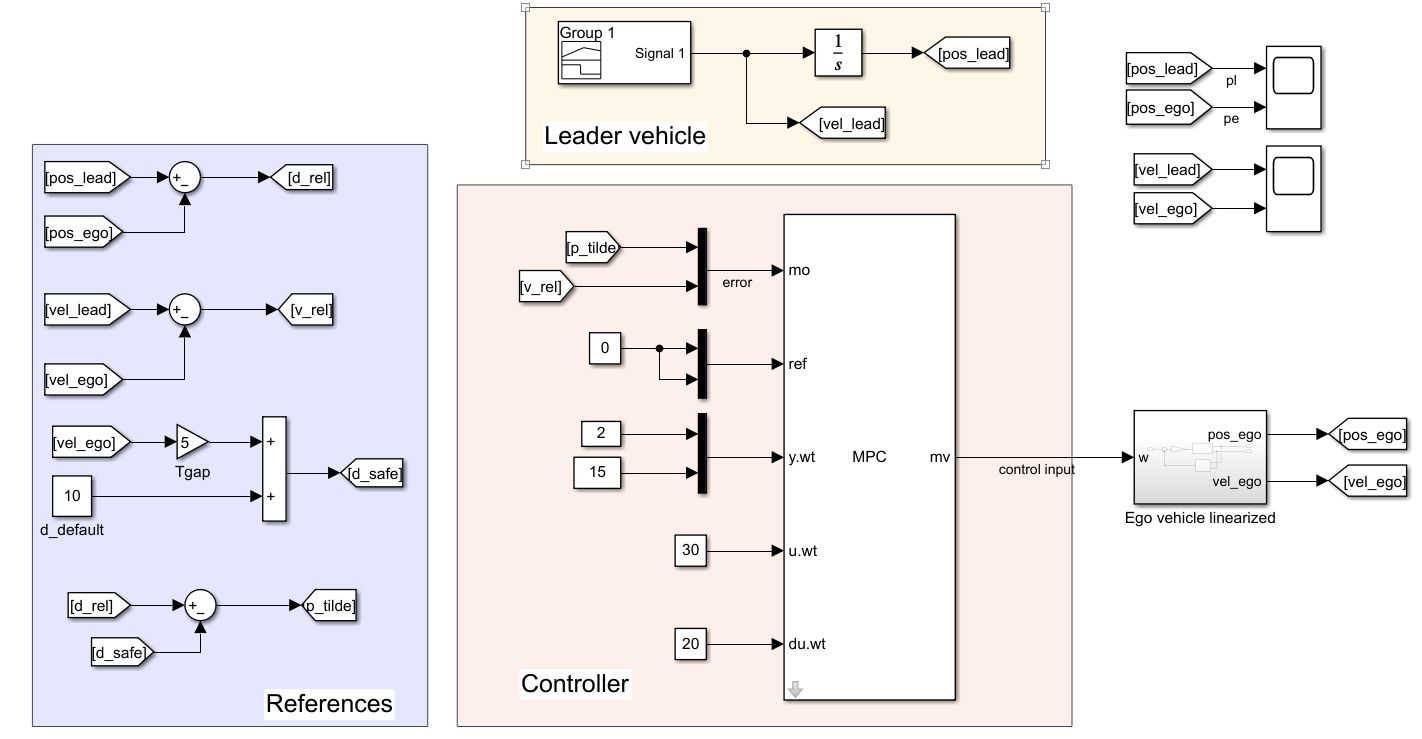 Group 1
Signal 1
1
s
[pos_lead]
[vel_lead]
Leader vehicle
[pos_lead]
pl
[pos_ego]
pe
[vel_lead]
[vel_ego]
[pos_lead]
+_
[d_rel]
[pos_ego]
[vel_lead]
+_
[v_rel]
[vel_ego]
[vel_ego]
5
Tgap
+
10
+
d_default
[d_safe]
[d_rel]
+_
p_tilde]
[d_safe]
References
[p_tilde
[v_rel]
error
mo
0
ref
2
15
y.wt
MPC
mv
control input
30
u.wt
20
du.wt
Controller
w
pos_ego
vel_ego
Ego vehicle linearized
[pos_ego]
[vel_ego]